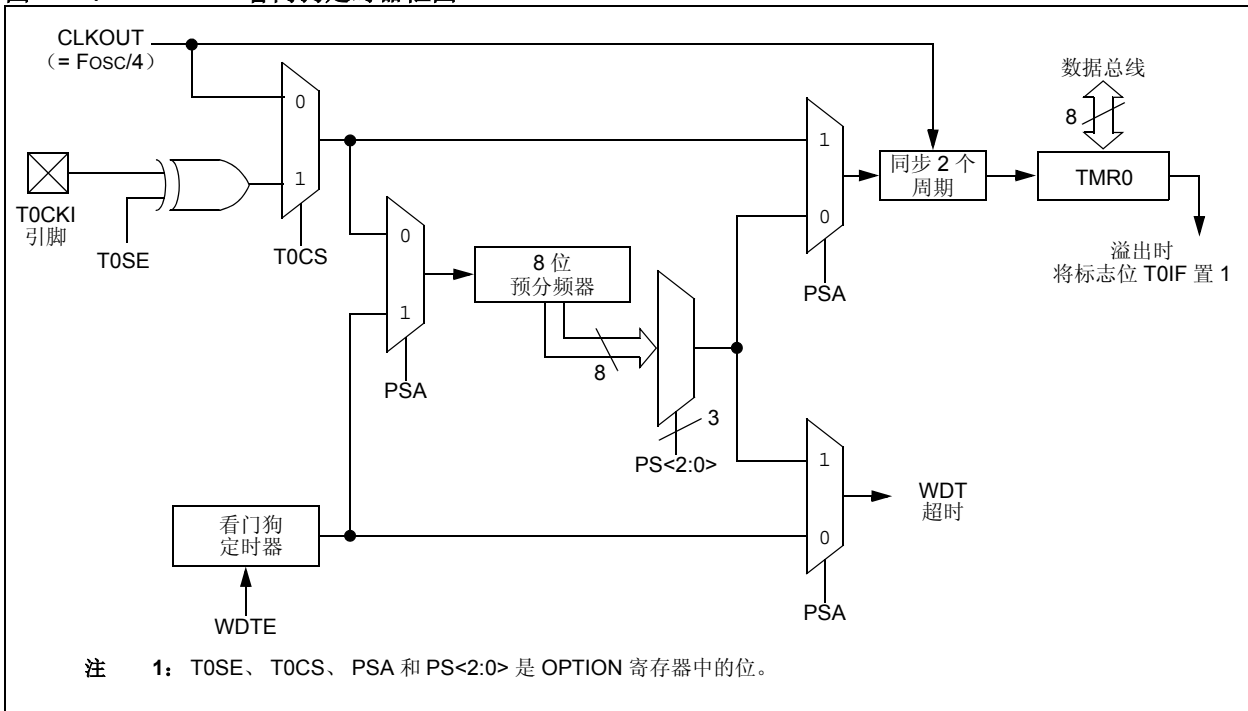 CLKOUT
（= FOSC/4）
0
1
T0CKI
引脚
T0SE
T0CS
0
1
PSA
8 位
预分频器
8
3
PS<2:0>
1
0
PSA
同步 2 个
周期
数据总线
8
TMR0
溢出时
将标志位 T0IF 置 1
看门狗
定时器
WDTE
1
0
PSA
WDT
超时
注 1： T0SE、 T0CS、 PSA 和 PS<2:0> 是 OPTION 寄存器中的位。